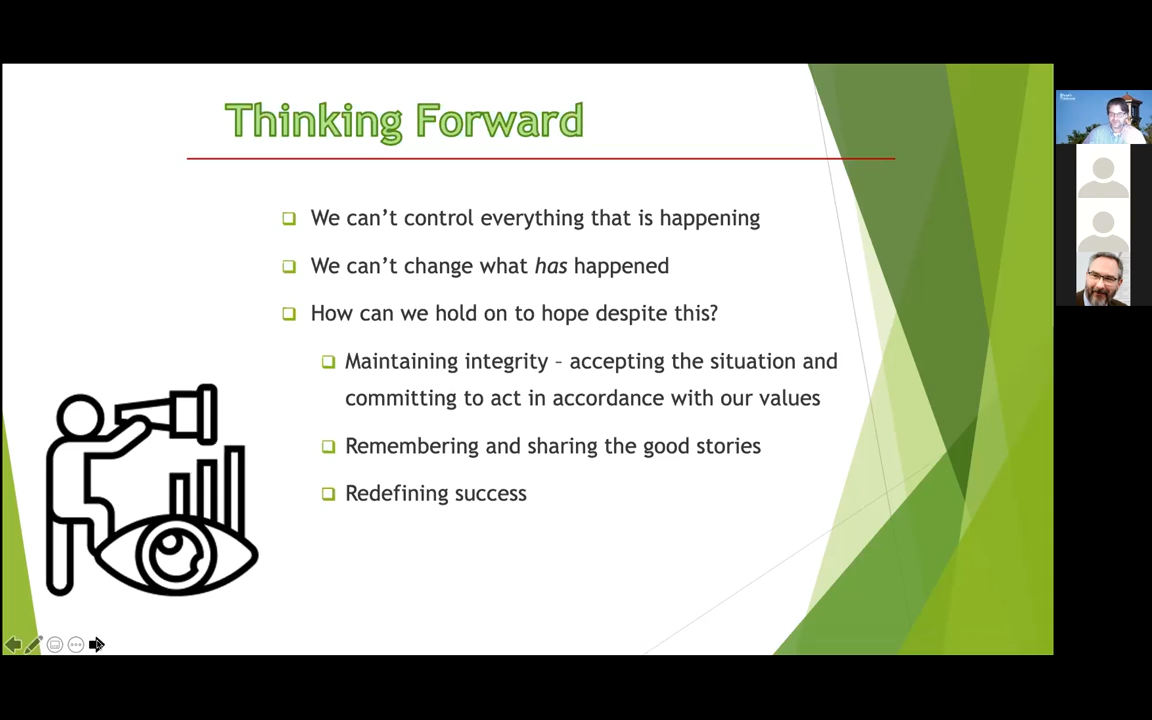 Thinking Forward
We can’t control everything that is happening
We can’t change what has happened
How can we hold on to hope despite this?
Maintaining integrity – accepting the situation and
committing to act in accordance with our values
Remembering and sharing the good stories
Redefining success